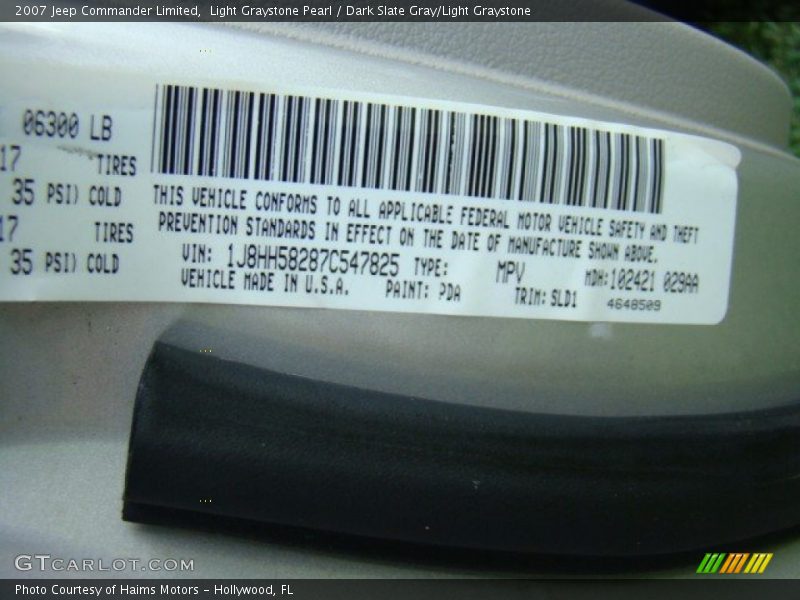 2007 Jeep Commander Limited, Light Graystone Pearl / Dark Slate Gray/Light Graystone
06300 LB
17 TIRES
35 PSI) COLD
17 TIRES
35 PSI) COLD
THIS VEHICLE CONFORMS TO ALL APPLICABLE FEDERAL MOTOR VEHICLE SAFETY AND THEFT
PREVENTION STANDARDS IN EFFECT ON THE DATE OF MANUFACTURE SHOWN ABOVE.
VIN: 1J8HH58287C547825 TYPE: MPV MDH:102421 029AA
VEHICLE MADE IN U.S.A. PAINT: PDA TRIM: SLD1 4648509
GTCARLOT.COM
Photo Courtesy of Haims Motors - Hollywood, FL